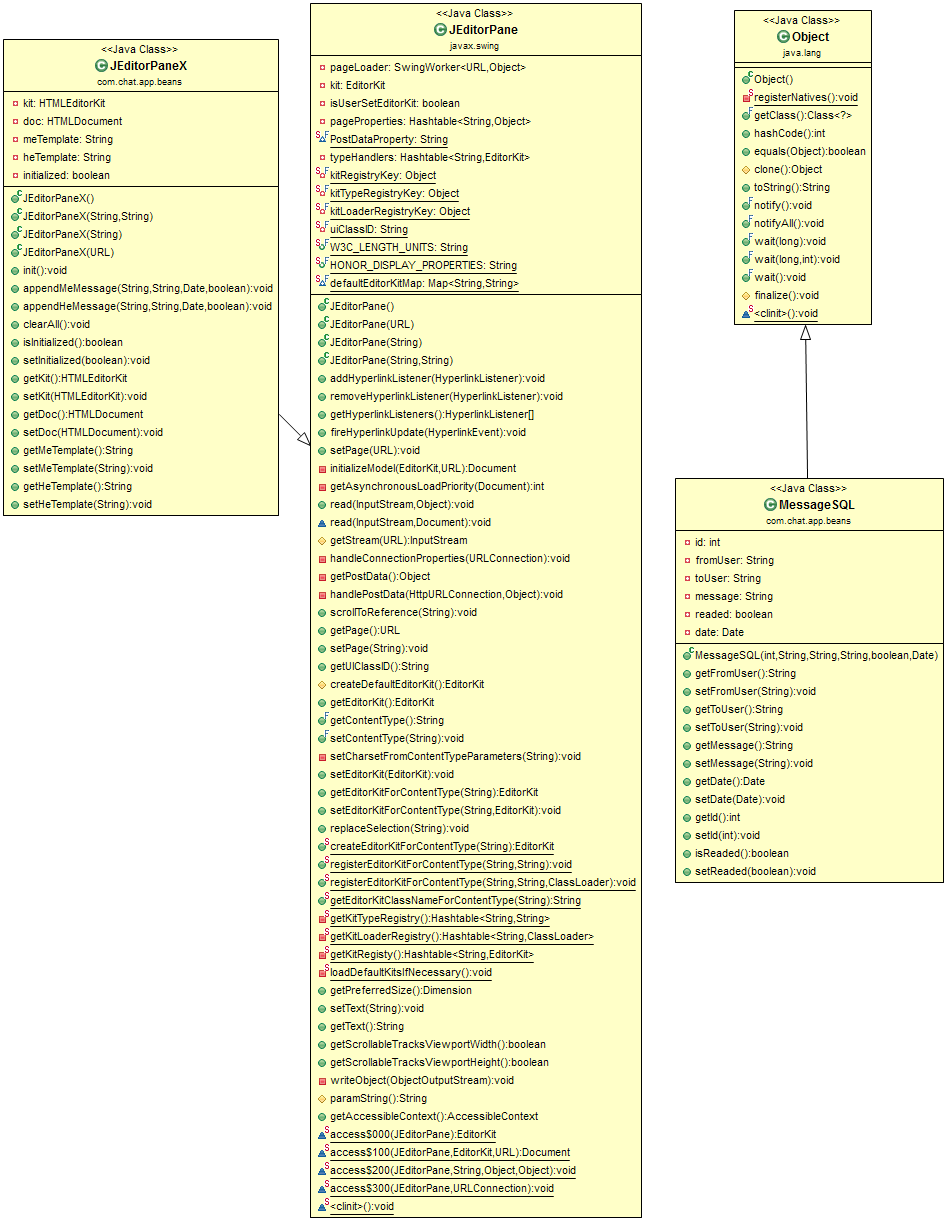 <<Java Class>>
JEditorPaneX
com.chat.app.beans
kit: HTMLEditorKit
doc: HTMLDocument
meTemplate: String
heTemplate: String
initialized: boolean
JEditorPaneX()
JEditorPaneX(String,String)
JEditorPaneX(String)
JEditorPaneX(URL)
init():void
appendMeMessage(String,String,Date,boolean):void
appendHeMessage(String,String,Date,boolean):void
clearAll():void
isInitialized():boolean
setInitialized(boolean):void
getKit():HTMLEditorKit
setKit(HTMLEditorKit):void
getDoc():HTMLDocument
setDoc(HTMLDocument):void
getMeTemplate():String
setMeTemplate(String):void
getHeTemplate():String
setHeTemplate(String):void
<<Java Class>>
JEditorPane
javax.swing
pageLoader: SwingWorker<URL,Object>
kit: EditorKit
isUserSetEditorKit: boolean
pageProperties: Hashtable<String,Object>
PostDataProperty: String
typeHandlers: Hashtable<String,EditorKit>
kitRegistryKey: Object
kitTypeRegistryKey: Object
kitLoaderRegistryKey: Object
uiClassID: String
W3C_LENGTH_UNITS: String
HONOR_DISPLAY_PROPERTIES: String
defaultEditorKitMap: Map<String,String>
JEditorPane()
JEditorPane(URL)
JEditorPane(String)
JEditorPane(String,String)
addHyperlinkListener(HyperlinkListener):void
removeHyperlinkListener(HyperlinkListener):void
getHyperlinkListeners():HyperlinkListener[]
fireHyperlinkUpdate(HyperlinkEvent):void
setPage(URL):void
initializeModel(EditorKit,URL):Document
getAsynchronousLoadPriority(Document):int
read(InputStream,Object):void
read(InputStream,Document):void
getStream(URL):InputStream
handleConnectionProperties(URLConnection):void
getPostData():Object
handlePostData(HttpURLConnection,Object):void
scrollToReference(String):void
getPage():URL
setPage(String):void
getUIClassID():String
createDefaultEditorKit():EditorKit
getEditorKit():EditorKit
getContentType():String
setContentType(String):void
setCharsetFromContentTypeParameters(String):void
setEditorKit(EditorKit):void
getEditorKitForContentType(String):EditorKit
setEditorKitForContentType(String,EditorKit):void
replaceSelection(String):void
createEditorKitForContentType(String):EditorKit
registerEditorKitForContentType(String,String):void
registerEditorKitForContentType(String,String,ClassLoader):void
getEditorKitClassNameForContentType(String):String
getKitTypeRegistry():Hashtable<String,String>
getKitLoaderRegistry():Hashtable<String,ClassLoader>
getKitRegisty():Hashtable<String,EditorKit>
loadDefaultKitsIfNecessary():void
getPreferredSize():Dimension
setText(String):void
getText():String
getScrollableTracksViewportWidth():boolean
getScrollableTracksViewportHeight():boolean
writeObject(ObjectOutputStream):void
paramString():String
getAccessibleContext():AccessibleContext
access$000(JEditorPane):EditorKit
access$100(JEditorPane,EditorKit,URL):Document
access$200(JEditorPane,String,Object,Object):void
access$300(JEditorPane,URLConnection):void
<clinit>():void
<<Java Class>>
Object
java.lang
Object()
registerNatives():void
getClass():Class<?>
hashCode():int
equals(Object):boolean
clone():Object
toString():String
notify():void
notifyAll():void
wait(long):void
wait(long,int):void
wait():void
finalize():void
<clinit>():void
<<Java Class>>
MessageSQL
com.chat.app.beans
id: int
fromUser: String
toUser: String
message: String
readed: boolean
date: Date
MessageSQL(int,String,String,String,boolean,Date)
getFromUser():String
setFromUser(String):void
getToUser():String
setToUser(String):void
getMessage():String
setMessage(String):void
getDate():Date
setDate(Date):void
getId():int
setId(int):void
isReaded():boolean
setReaded(boolean):void